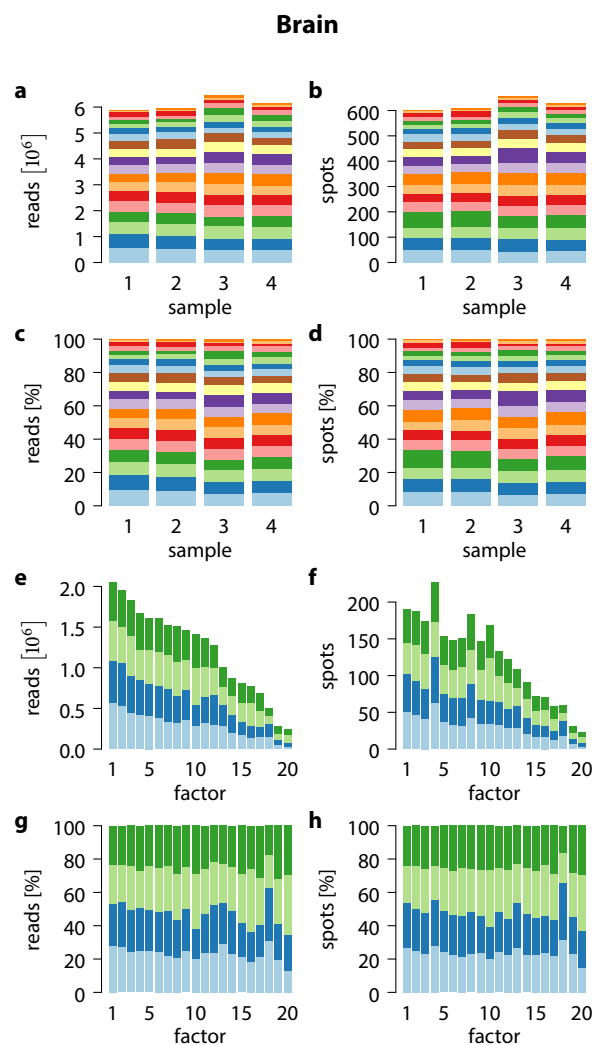 Brain
a
reads [10⁶]
6
5
4
3
2
1
0
1 2 3 4
sample
b
spots
600
500
400
300
200
100
0
1 2 3 4
sample
c
reads [%]
100
80
60
40
20
0
1 2 3 4
sample
d
spots [%]
100
80
60
40
20
0
1 2 3 4
sample
e
reads [10⁶]
2.0
1.5
1.0
0.5
0.0
1 5 10 15 20
factor
f
spots
200
150
100
50
0
1 5 10 15 20
factor
g
reads [%]
100
80
60
40
20
0
1 5 10 15 20
factor
h
spots [%]
100
80
60
40
20
0
1 5 10 15 20
factor